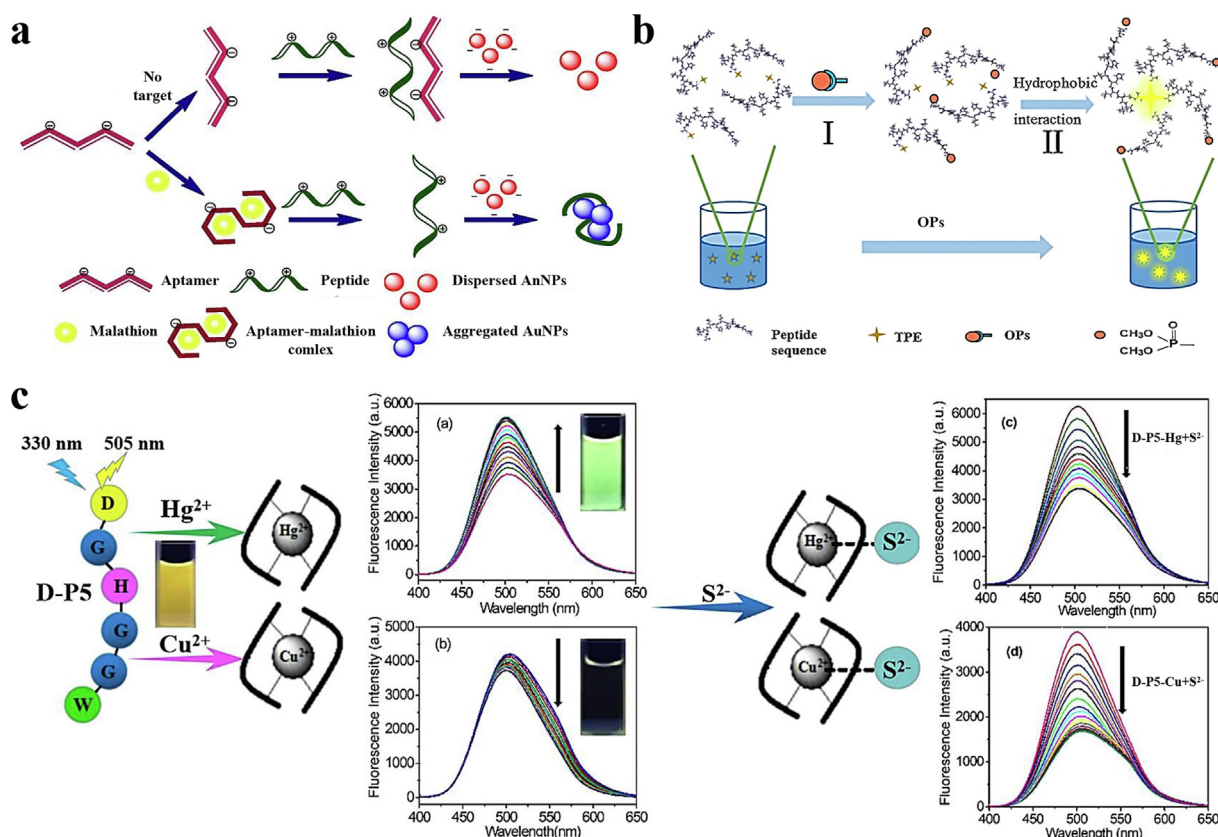 a
No
target
Aptamer
Peptide
Dispersed AnNPs
Malathion
Aptamer-malathion
comlex
Aggregated AuNPs
b
I
Hydrophobic
interaction
II
OPs
Peptide
sequence
TPE
OPs
CH3O
CH3O
P
O
c
330 nm
505 nm
D
G
H
G
G
W
D-P5
Hg2+
Cu2+
Hg2+
Cu2+
(a)
Fluorescence Intensity (a.u.)
6000
5000
4000
3000
2000
1000
0
400 450 500 550 600 650
Wavelength (nm)
(b)
Fluorescence Intensity (a.u.)
5000
4000
3000
2000
1000
0
400 450 500 550 600 650
Wavelength(nm)
S2-
Hg2+
S2-
Cu2+
S2-
(c)
D-P5-Hg+S2-
Fluorescence Intensity (a.u.)
6000
5000
4000
3000
2000
1000
0
400 450 500 550 600 650
Wavelength (nm)
(d)
D-P5-Cu+S2-
Fluorescence Intensity (a.u.)
4000
3000
2000
1000
0
400 450 500 550 600 650
Wavelength (nm)